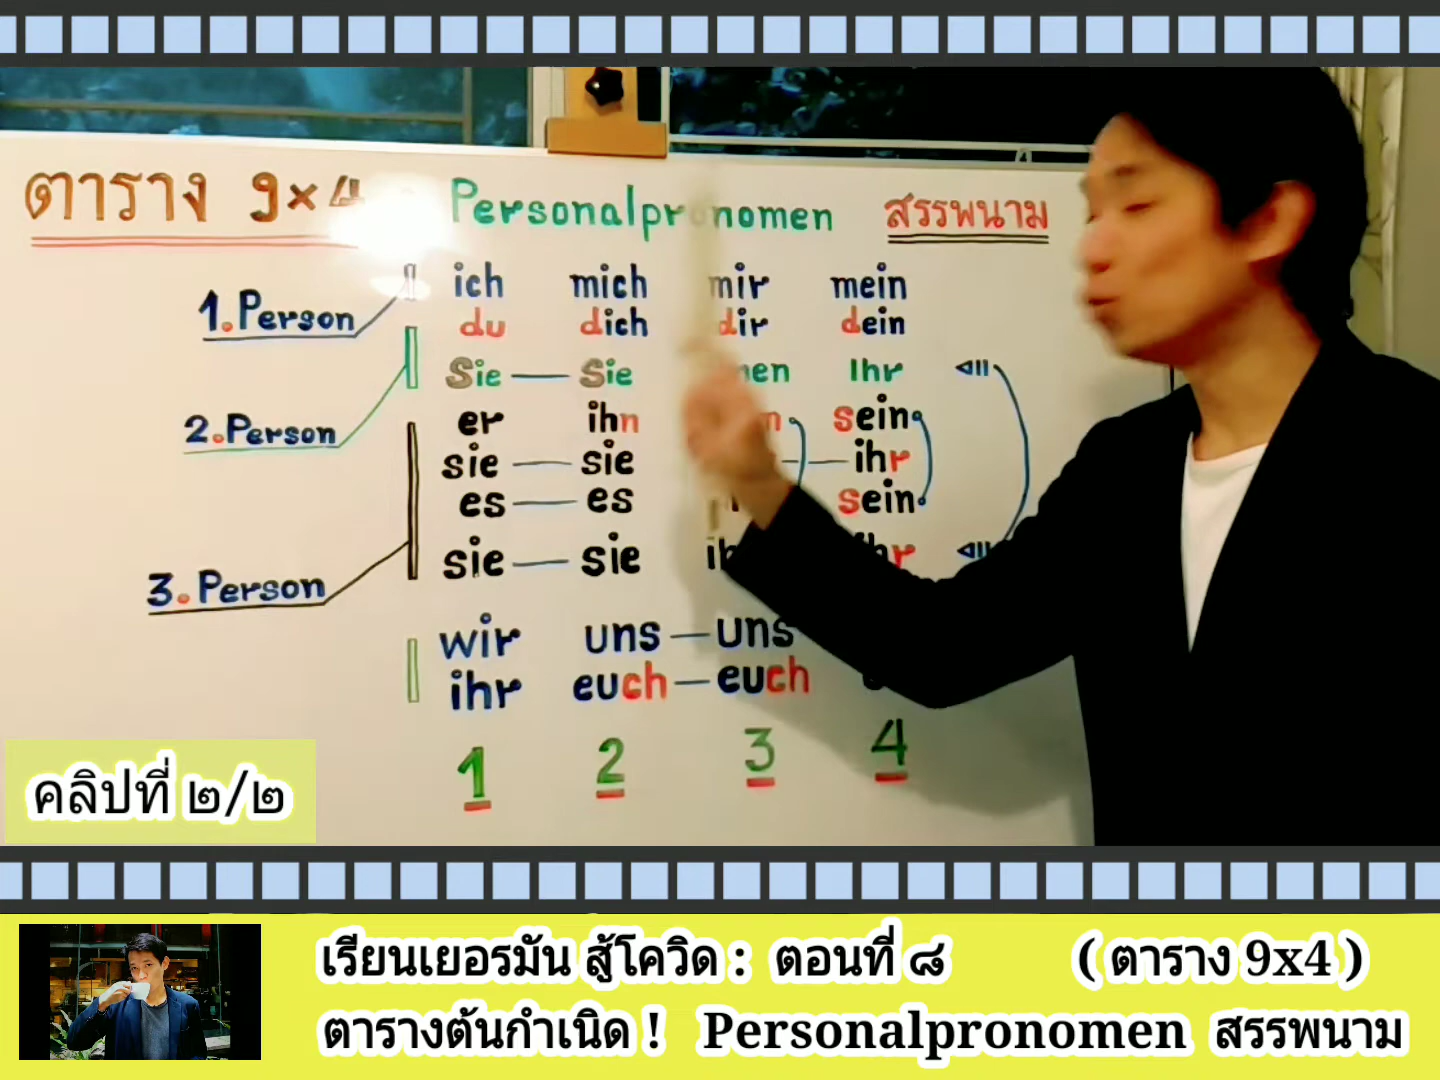 ตาราง 9×4 Personalpronomen สรรพนาม
ich mich mir mein
1. Person
du dich dir dein
Sie — Sie Ihr
2. Person
er ihn sein
sie — sie — ihr
es — es sein
sie — sie
3. Person
wir uns — uns
ihr euch — euch
1 2 3 4
คลิปที่ ๒/๒
เรียนเยอรมัน สู้โควิด : ตอนที่ ๘ ( ตาราง 9x4 )
ตารางต้นกำเนิด ! Personalpronomen สรรพนาม